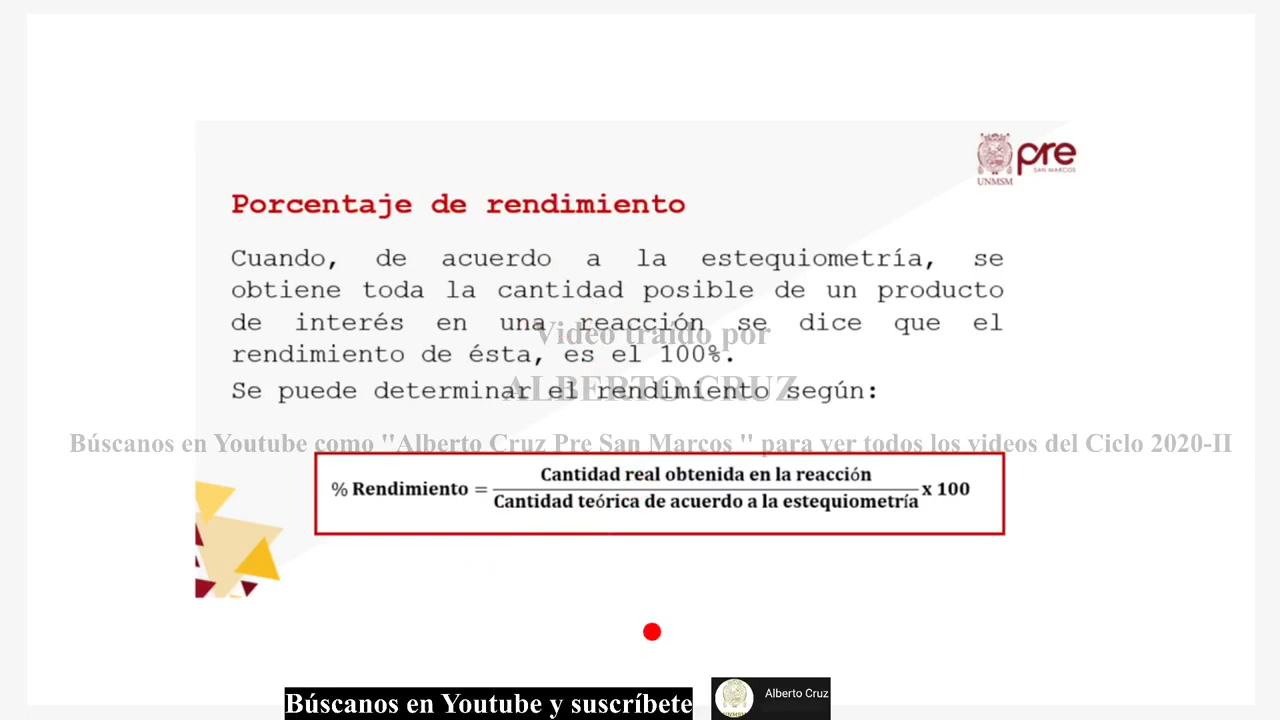 pre
SAN MARCOS
UNMSM
Porcentaje de rendimiento
Cuando, de acuerdo a la estequiometría, se
obtiene toda la cantidad posible de un producto
de interés en una reacción se dice que el
Video traido por
rendimiento de ésta, es el 100%.
ALBERTO CRUZ
Se puede determinar el rendimiento según:
Búscanos en Youtube como "Alberto Cruz Pre San Marcos " para ver todos los videos del Ciclo 2020-II
Cantidad real obtenida en la reacción
% Rendimiento = x 100
Cantidad teórica de acuerdo a la estequiometría
Búscanos en Youtube y suscríbete
Alberto Cruz
UNMSM